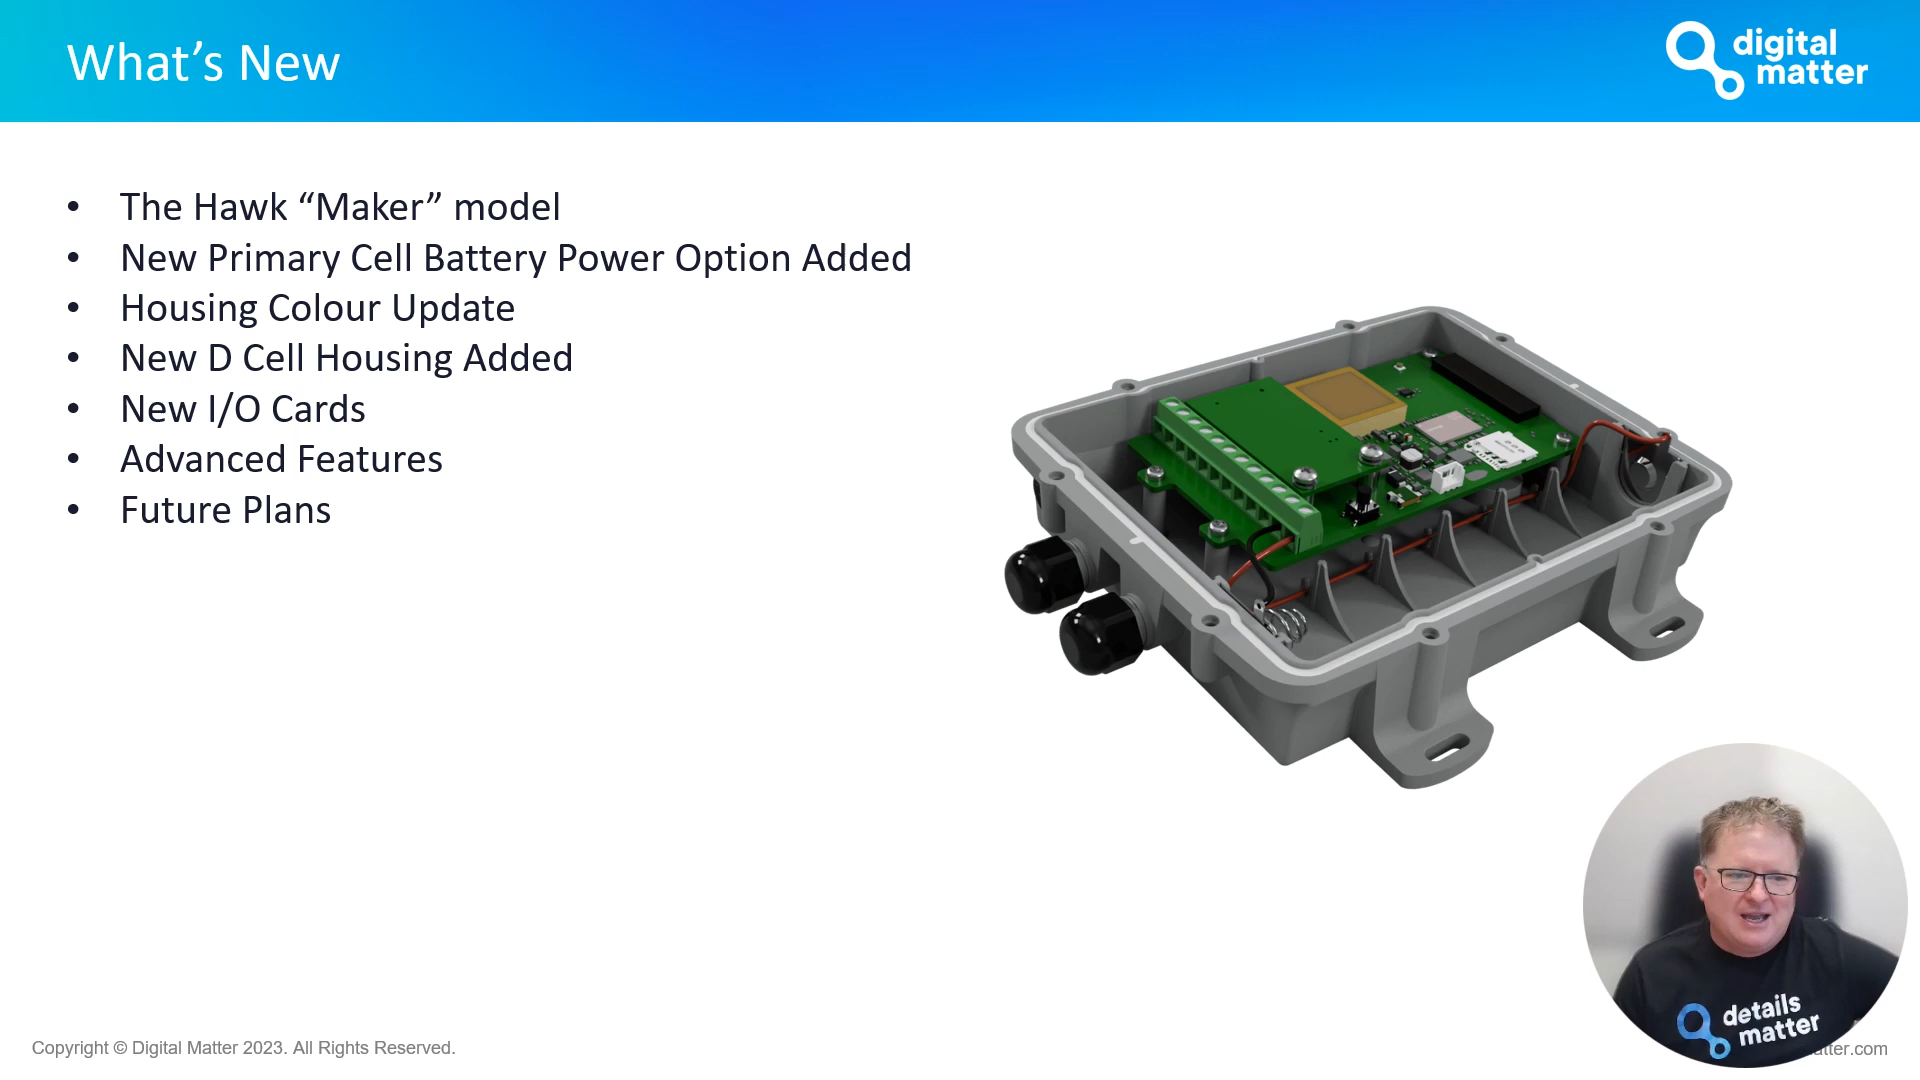 What’s New
digital
matter
• The Hawk “Maker” model
• New Primary Cell Battery Power Option Added
• Housing Colour Update
• New D Cell Housing Added
• New I/O Cards
• Advanced Features
• Future Plans
details
matter
Copyright © Digital Matter 2023. All Rights Reserved.